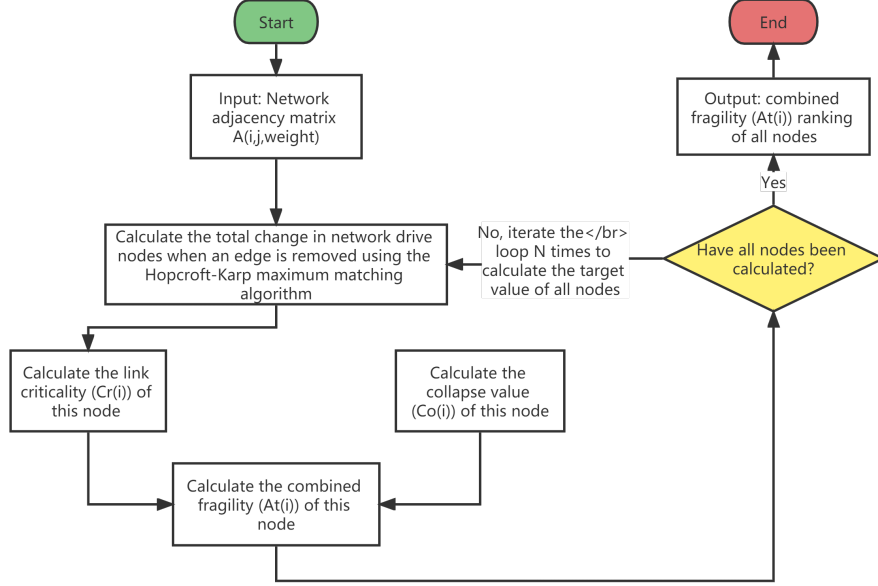 Start
Input: Network
adjacency matrix
A(i,j,weight)
Calculate the total change in network drive
nodes when an edge is removed using the
Hopcroft-Karp maximum matching
algorithm
Calculate the link
criticality (Cr(i)) of
this node
Calculate the
collapse value
(Co(i)) of this node
Calculate the combined
fragility (At(i)) of this
node
Have all nodes been
calculated?
No, iterate the</br>
loop N times to
calculate the target
value of all nodes
Yes
Output: combined
fragility (At(i)) ranking
of all nodes
End